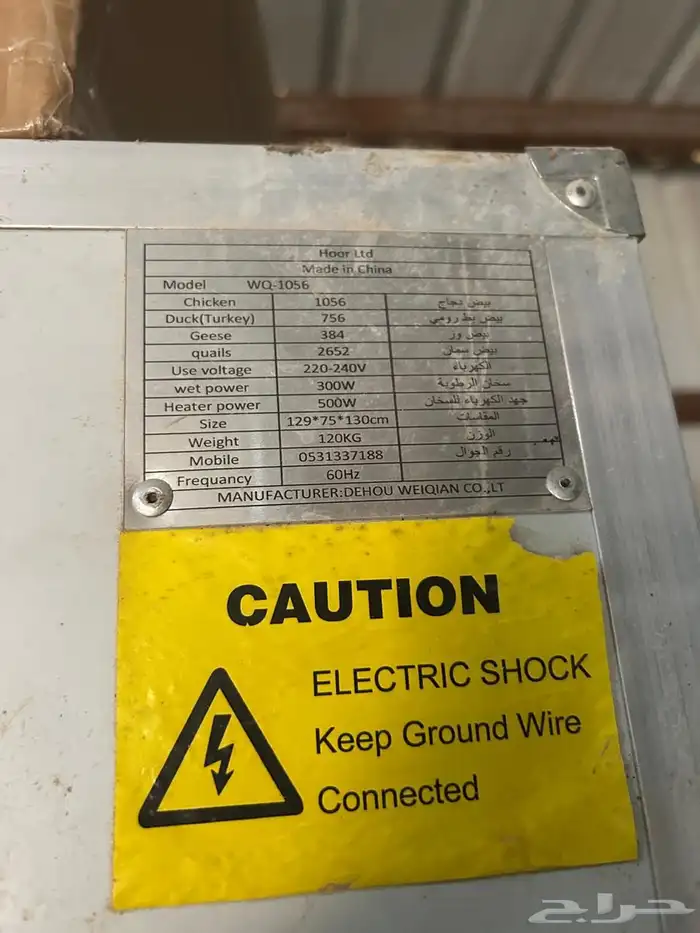 Hoor Ltd
Made in China
Model WQ-1056
Chicken 1056 بيض دجاج
Duck(Turkey) 756 بيض بط رومي
Geese 384 بيض وز
quails 2652 بيض سمان
Use voltage 220-240V الكهرباء
wet power 300W سخان الرطوبة
Heater power 500W جهد الكهرباء للسخان
Size 129*75*130cm المقاسات
Weight 120KG الوزن
Mobile 0531337188 رقم الجوال
Frequancy 60Hz
MANUFACTURER:DEHOU WEIQIAN CO.,LT
CAUTION
ELECTRIC SHOCK
Keep Ground Wire
Connected
حراج